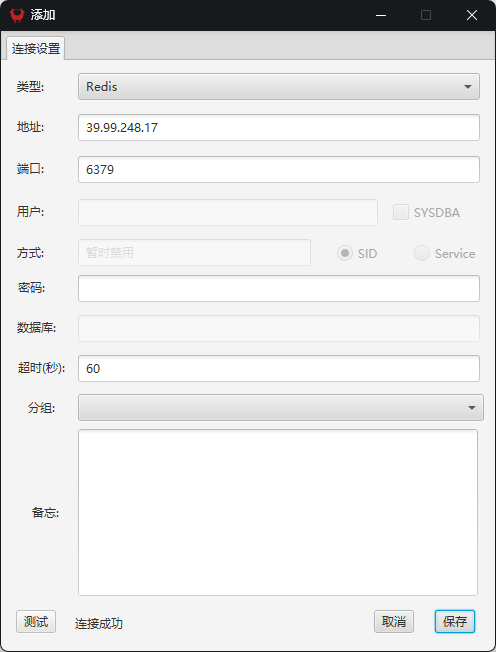 添加
连接设置
类型: Redis
地址: 39.99.248.17
端口: 6379
用户: SYSDBA
方式: 暂时禁用 SID Service
密码:
数据库:
超时(秒): 60
分组:
备忘:
测试 连接成功 取消 保存